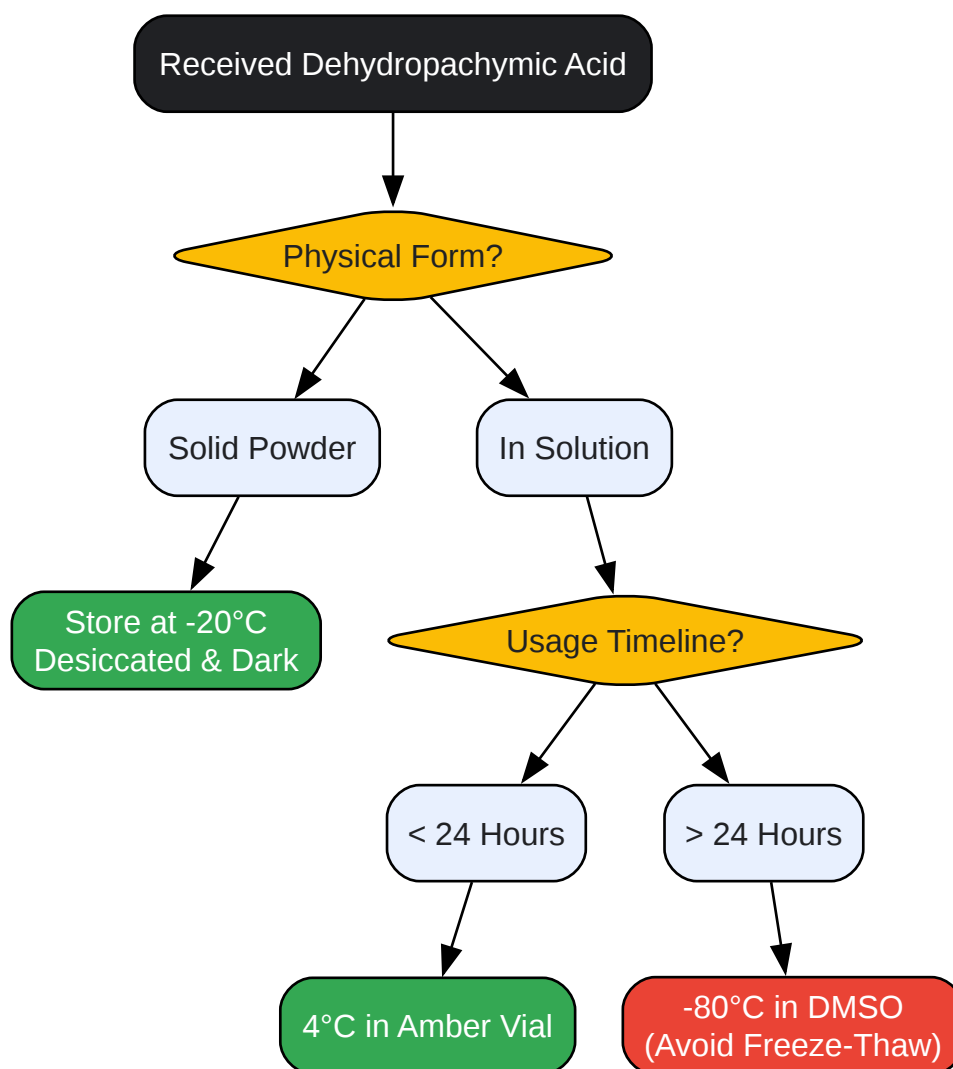 Received Dehydropachymic Acid
Physical Form?
Solid Powder
In Solution
Store at -20°C
Desiccated & Dark
Usage Timeline?
< 24 Hours
> 24 Hours
4°C in Amber Vial
-80°C in DMSO
(Avoid Freeze-Thaw)